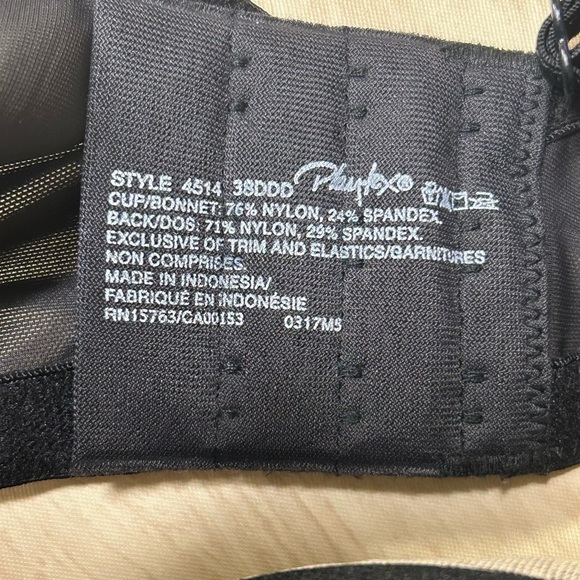 STYLE 4514 38DDD Playtex®
CUP/BONNET: 76% NYLON, 24% SPANDEX.
BACK/DOS: 71% NYLON, 29% SPANDEX.
EXCLUSIVE OF TRIM AND ELASTICS/GARNITURES
NON COMPRISES.
MADE IN INDONESIA/
FABRIQUÉ EN INDONÉSIE
RN15763/CA00153 0317M5